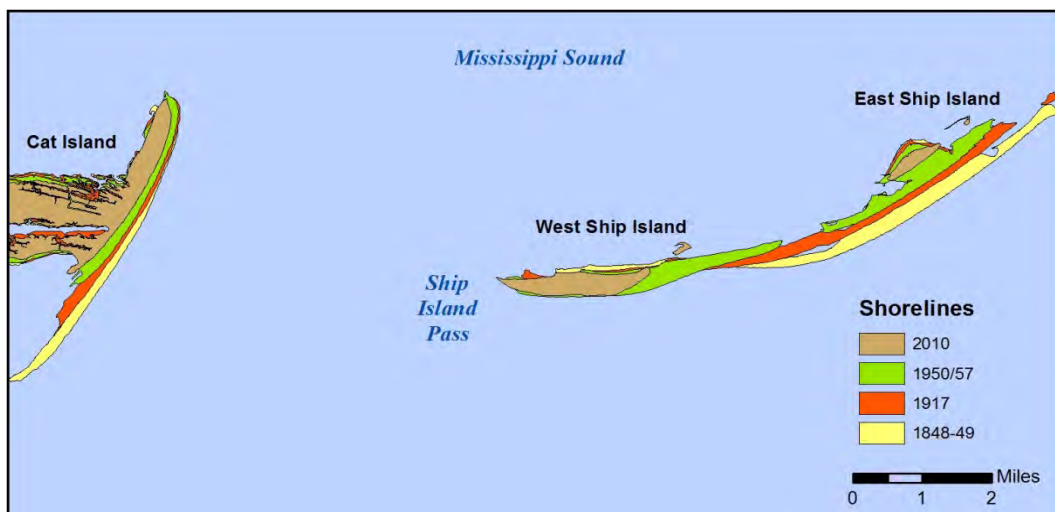 Mississippi Sound
East Ship Island
Cat Island
West Ship Island
Ship
Island
Pass
Shorelines
2010
1950/57
1917
1848-49
Miles
0 1 2